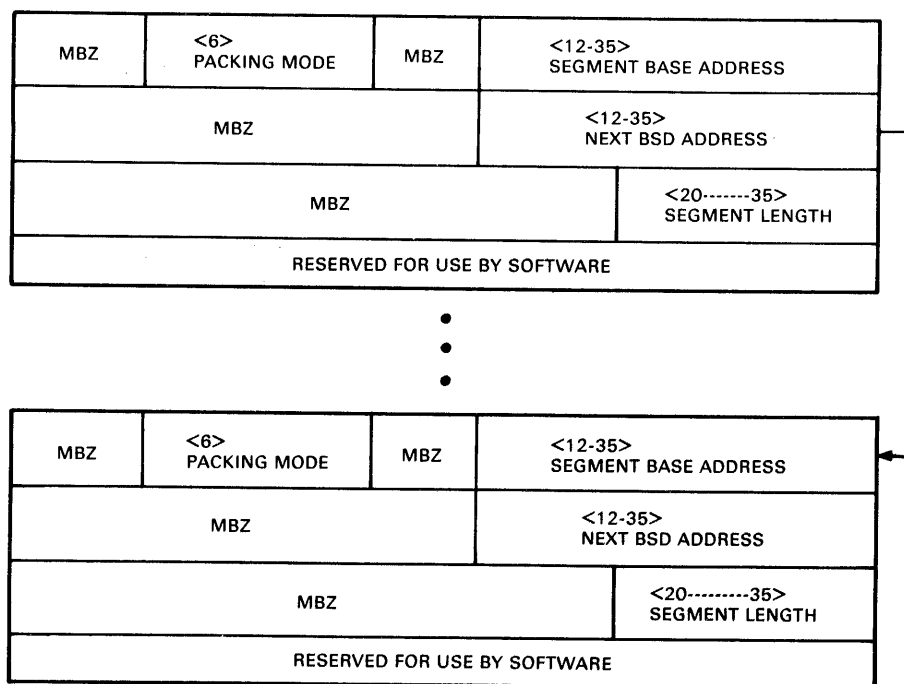 MBZ
<6>
PACKING MODE
MBZ
<12-35>
SEGMENT BASE ADDRESS
MBZ
<12-35>
NEXT BSD ADDRESS
MBZ
<20-------35>
SEGMENT LENGTH
RESERVED FOR USE BY SOFTWARE
MBZ
<6>
PACKING MODE
MBZ
<12-35>
SEGMENT BASE ADDRESS
MBZ
<12-35>
NEXT BSD ADDRESS
MBZ
<20---------35>
SEGMENT LENGTH
RESERVED FOR USE BY SOFTWARE